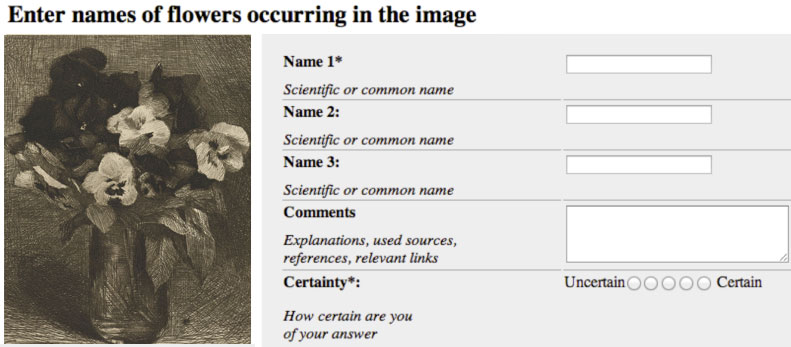 Enter names of flowers occurring in the image
Name 1*
Scientific or common name
Name 2:
Scientific or common name
Name 3:
Scientific or common name
Comments
Explanations, used sources,
references, relevant links
Certainty*:
Uncertain Certain
How certain are you
of your answer